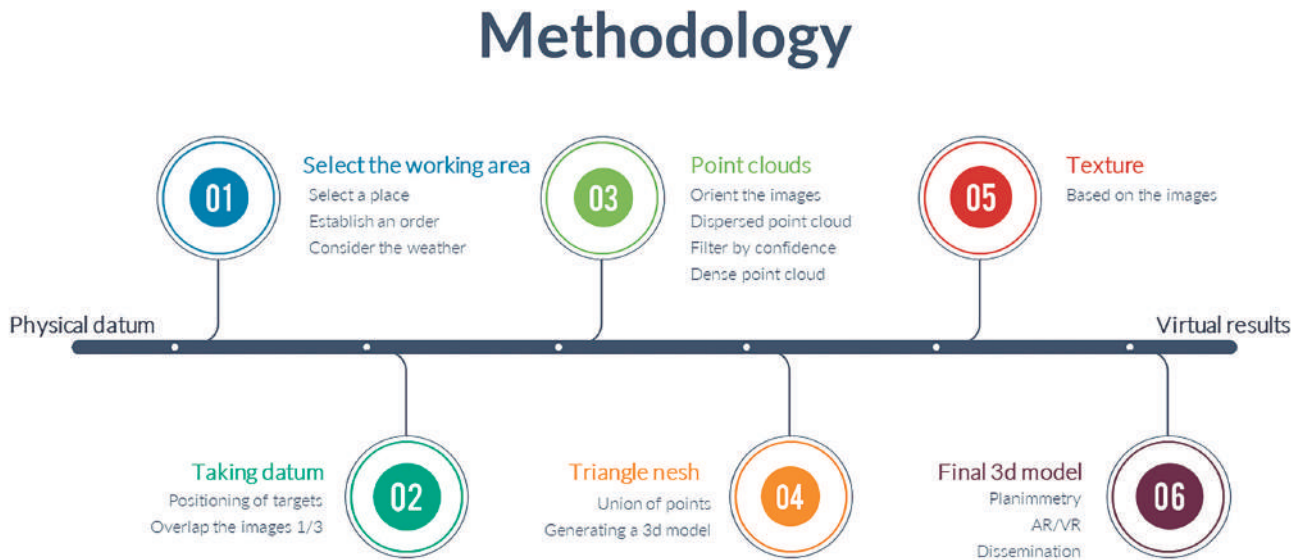 Methodology
01
Select the working area
Select a place
Establish an order
Consider the weather
03
Point clouds
Orient the images
Dispersed point cloud
Filter by confidence
Dense point cloud
05
Texture
Based on the images
Physical datum
Virtual results
Taking datum
Positioning of targets
Overlap the images 1/3
02
Triangle nesh
Union of points
Generating a 3d model
04
Final 3d model
Planimmetry
AR/VR
Dissemination
06